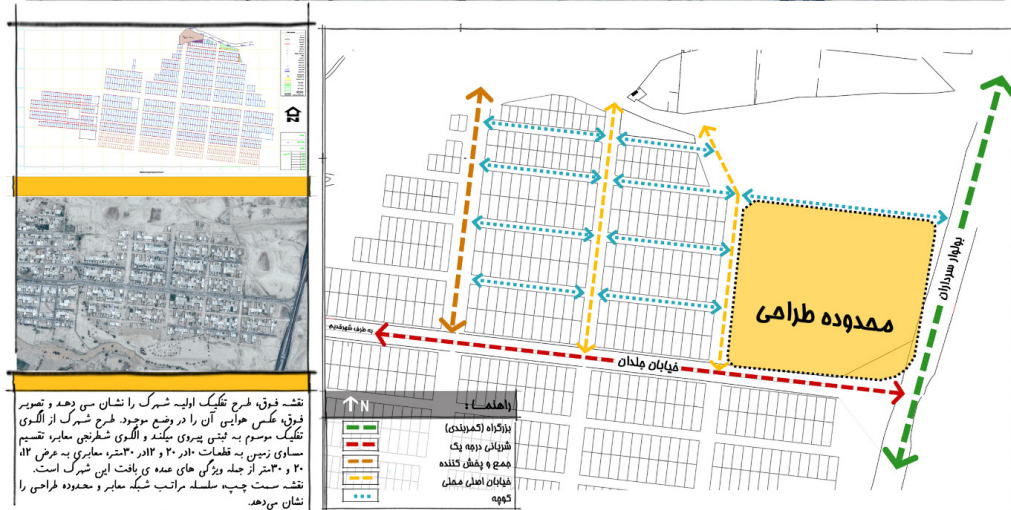 نقشه فوق، طرح تفکیک اولیه شهرک را نشان می دهد و تصویر
فوق، عکس هوایی آن را در وضع موجود. طرح شهرک از الگوی
تفکیک موسوم به ثبتی پیروی میکند و الگوی شطرنجی معابر، تقسیم
مساوی زمین به قطعات ۱۰در ۲۰ و ۱۲در ۳۰متر، معابری به عرض ۱۲،
۲۰ و ۳۰متر از جمله ویژگی های عمده ی بافت این شهرک است.
نقشه سمت چپ، سلسله مراتب شبکه معابر و محدوده طراحی را
نشان می‌دهد.
محدوده طراحی
بولوار سرداران
خیابان جلدان
به طرف شهرقدیم
راهنما :
N
بزرگراه (کمربندی)
شریانی درجه یک
جمع و پخش کننده
خیابان اصلی محلی
کوچه